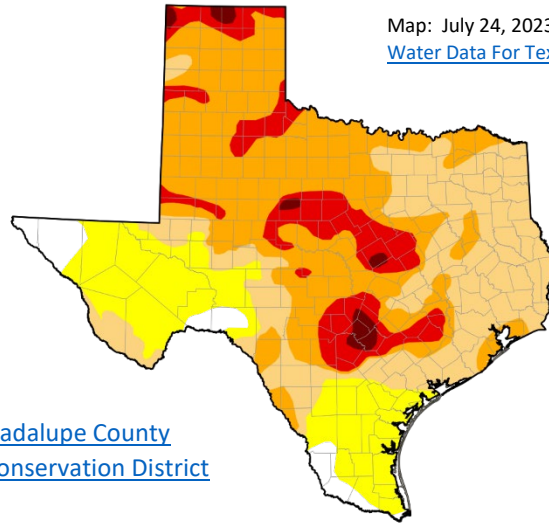 Map: July 24, 2023
Water Data For Tex
adalupe County
onservation District